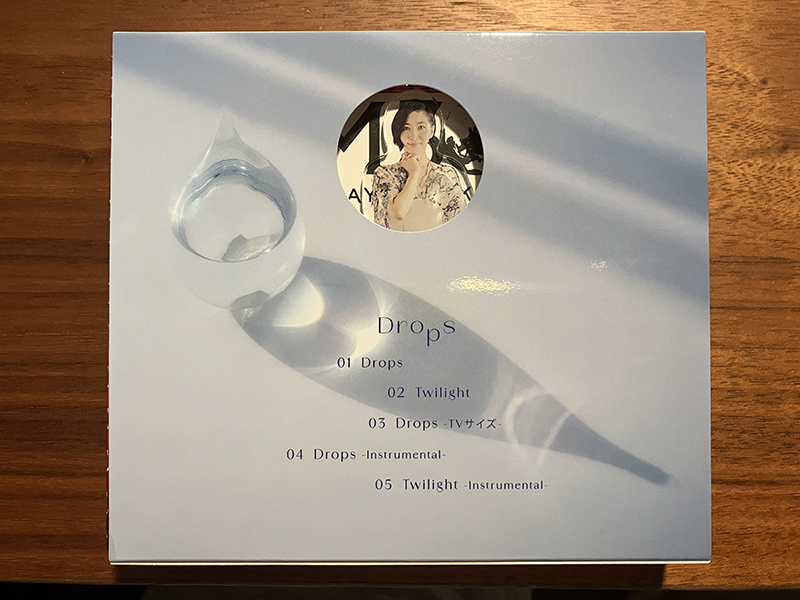 Drops
01 Drops
02 Twilight
03 Drops -TVサイズ-
04 Drops -Instrumental-
05 Twilight -Instrumental-